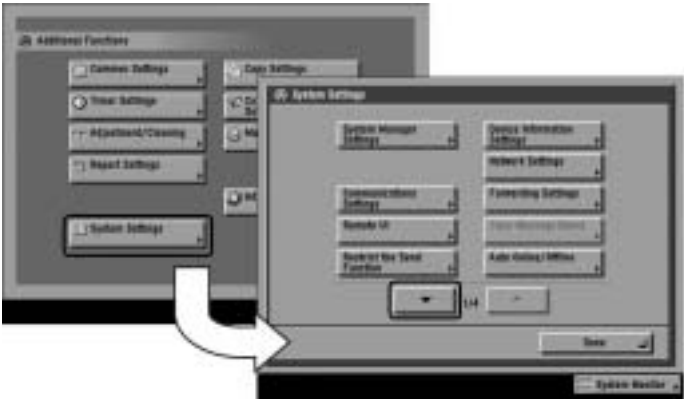 Additional Functions
Common Settings
Copy Settings
Timer Settings
Adjustment/Cleaning
Report Settings
System Settings
System Settings
System Manager
Settings
Device Information
Settings
Network Settings
Communications
Settings
Forwarding Settings
Remote UI
Restrict the Send
Function
Auto Online/Offline
1/4
Done
System Monitor